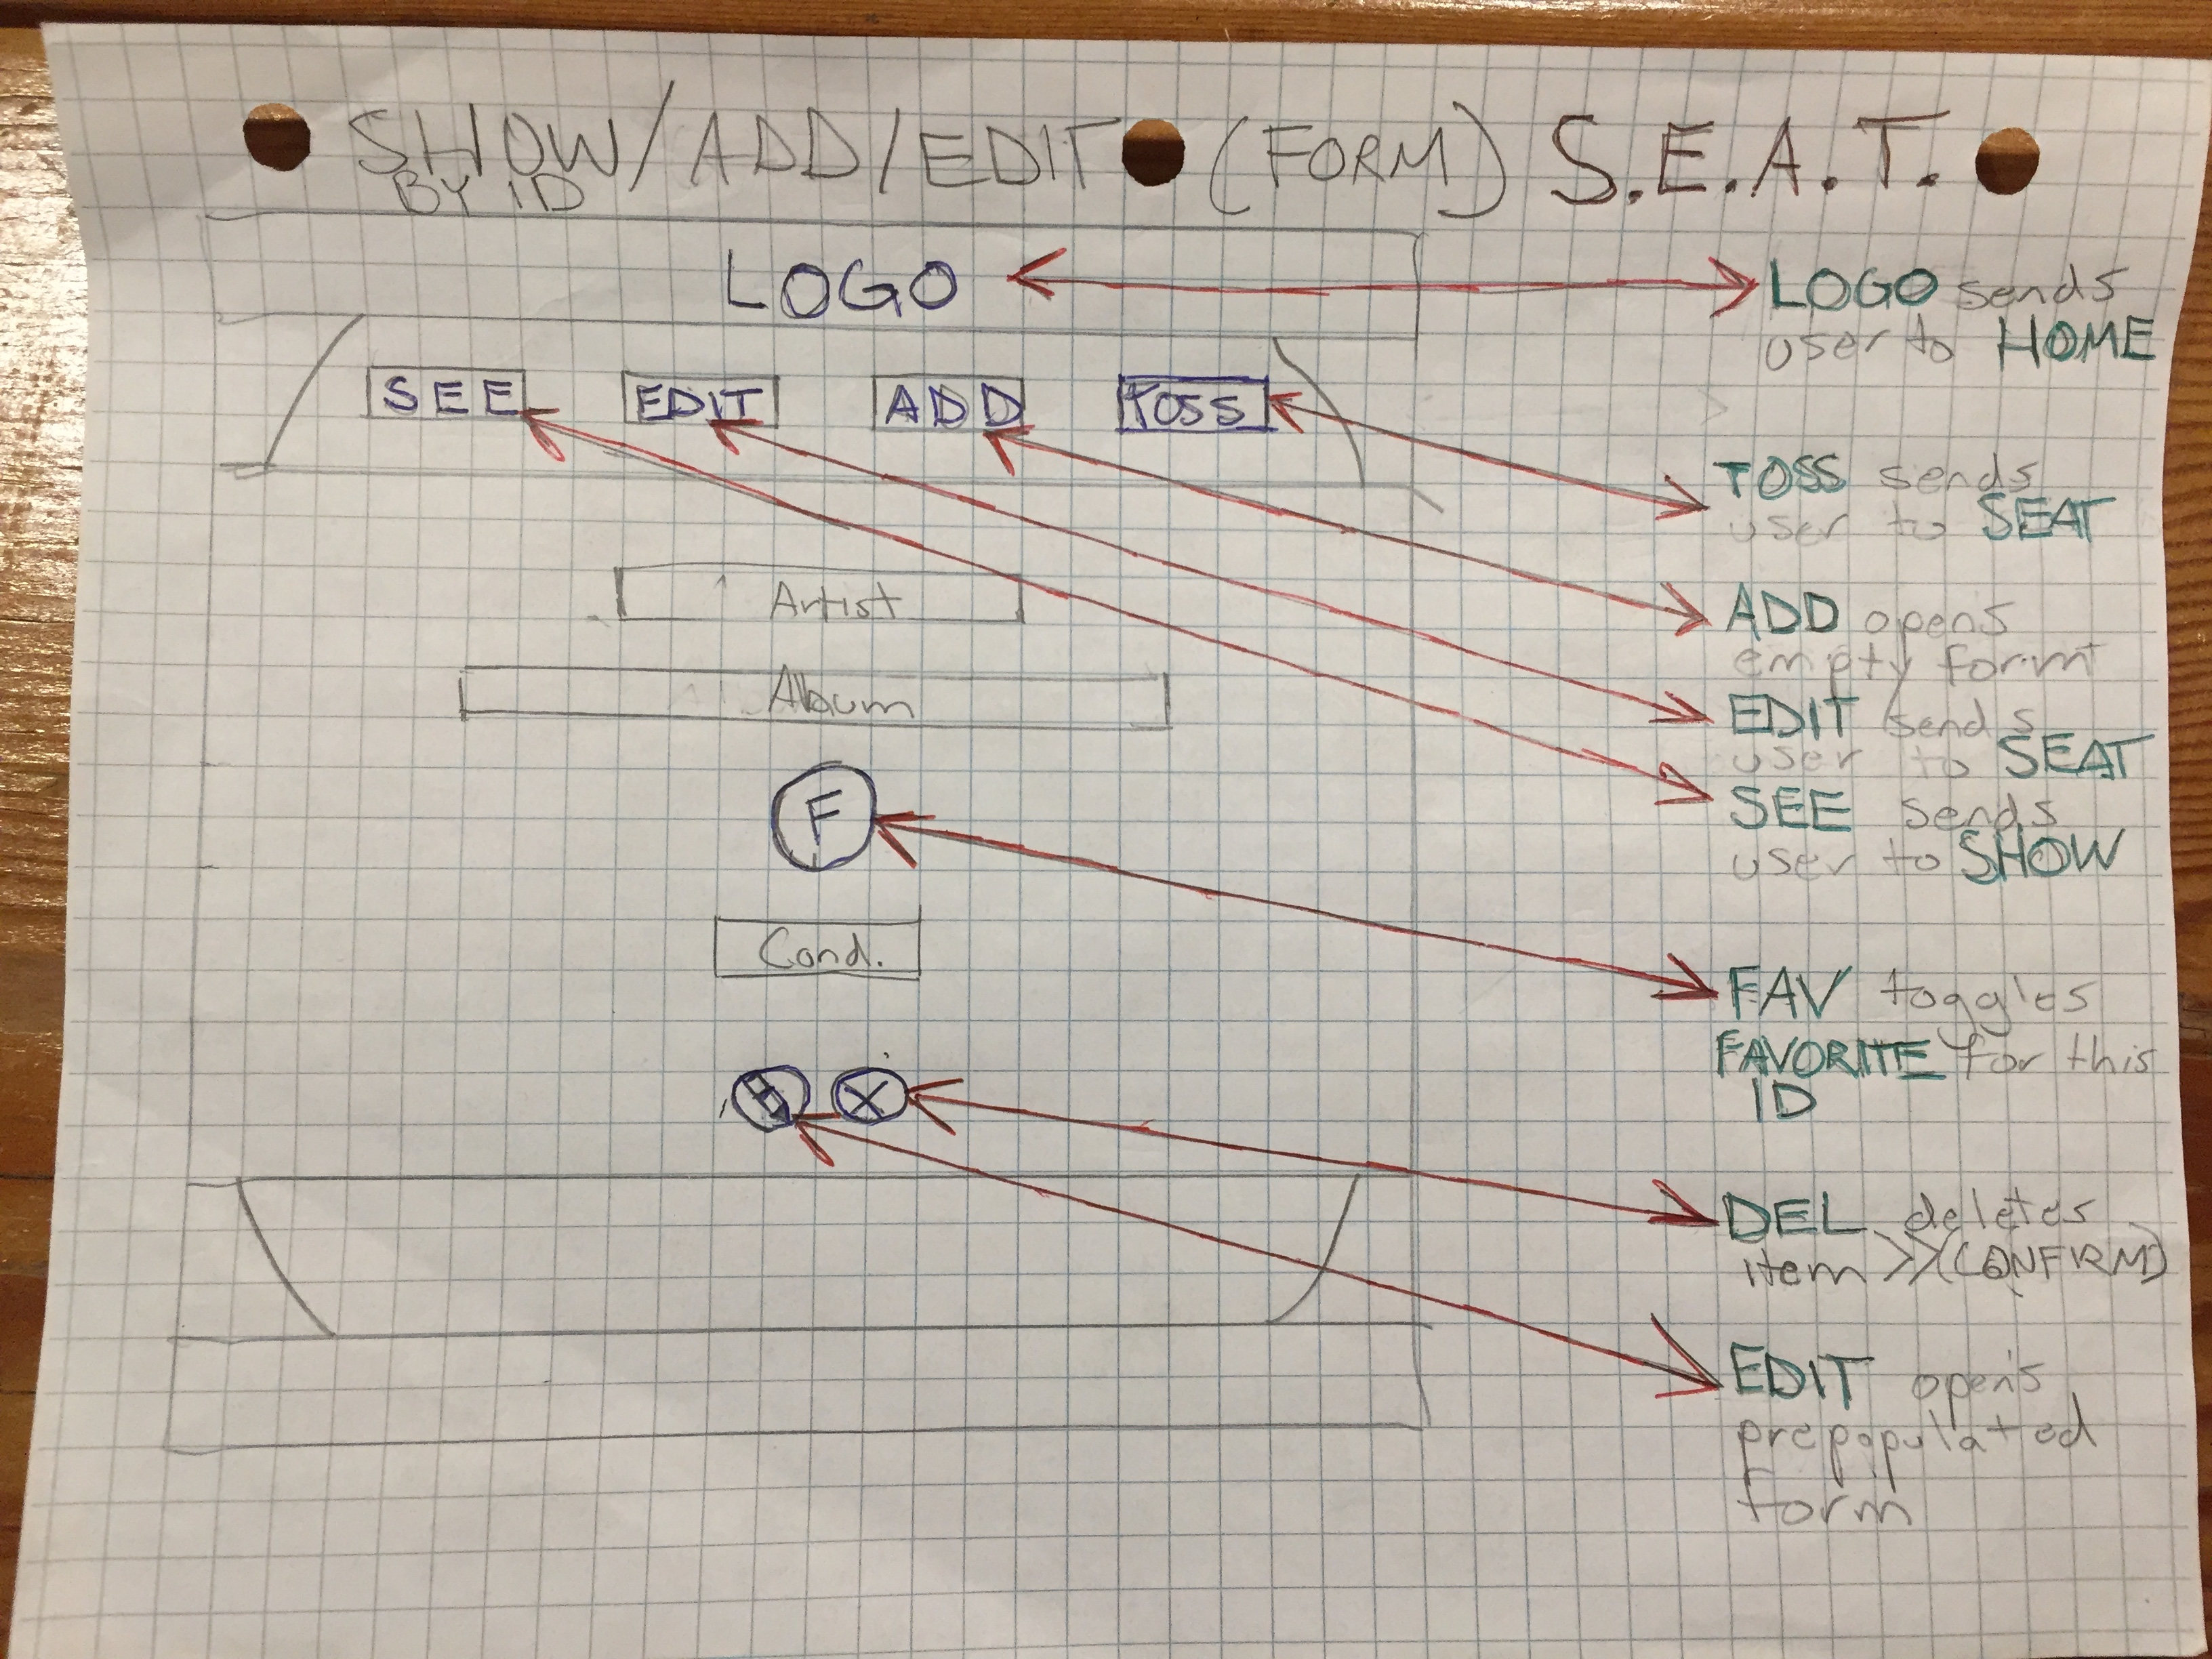 SHOW/ADD/EDIT (FORM) S.E.A.T.
BY ID
LOGO
SEE EDIT ADD TOSS
Artist
Album
F
Cond.
X
LOGO sends
user to HOME
TOSS sends
user to SEAT
ADD opens
empty form
EDIT sends
user to SEAT
SEE sends
user to SHOW
FAV toggles
FAVORITE for this
ID
DEL deletes
item >>(CONFIRM)
EDIT opens
prepopulated
form